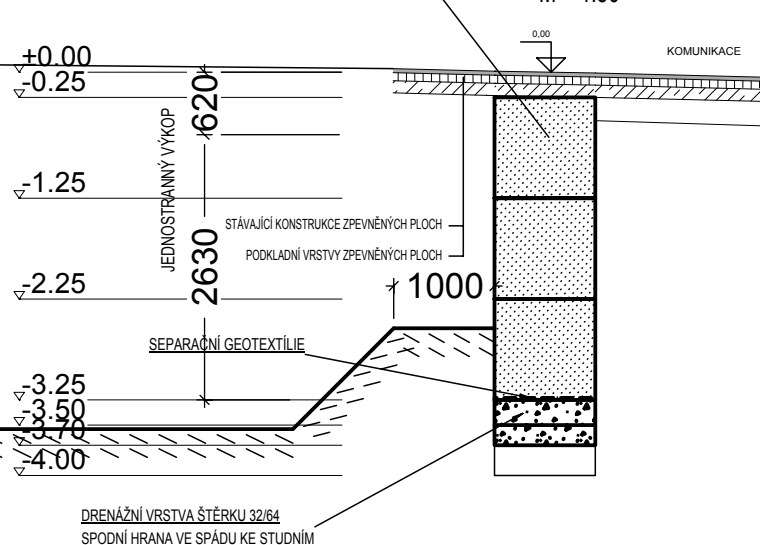 +0.00
0,00
KOMUNIKACE
-0.25
620
-1.25
JEDNOSTRANNÝ VÝKOP
STÁVAJÍCÍ KONSTRUKCE ZPEVNĚNÝCH PLOCH
PODKLADNÍ VRSTVY ZPEVNĚNÝCH PLOCH
2630
-2.25
1000
SEPARAČNÍ GEOTEXTÍLIE
-3.25
-3.50
-3.70
-4.00
DRENÁŽNÍ VRSTVA ŠTĚRKU 32/64
SPODNÍ HRANA VE SPÁDU KE STUDNÍM